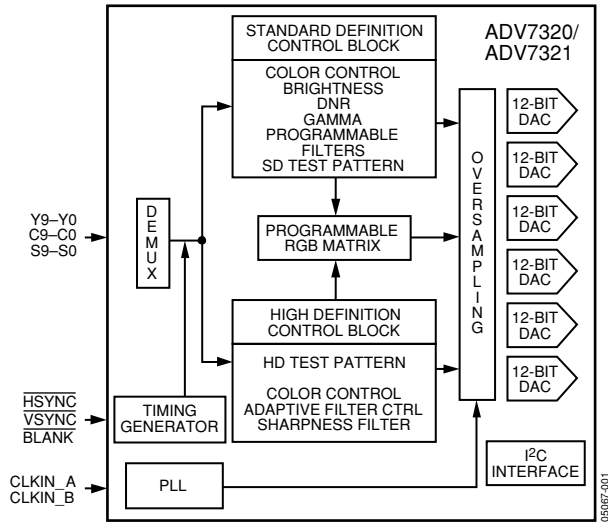 STANDARD DEFINITION
CONTROL BLOCK
COLOR CONTROL
BRIGHTNESS
DNR
GAMMA
PROGRAMMABLE
FILTERS
SD TEST PATTERN
ADV7320/
ADV7321
Y9–Y0
C9–C0
S9–S0
DEMUX
PROGRAMMABLE
RGB MATRIX
HIGH DEFINITION
CONTROL BLOCK
HD TEST PATTERN
COLOR CONTROL
ADAPTIVE FILTER CTRL
SHARPNESS FILTER
OVERSAMPLING
12-BIT
DAC
12-BIT
DAC
12-BIT
DAC
12-BIT
DAC
12-BIT
DAC
12-BIT
DAC
HSYNC
VSYNC
BLANK
TIMING
GENERATOR
CLKIN_A
CLKIN_B
PLL
I²C
INTERFACE
05067-001